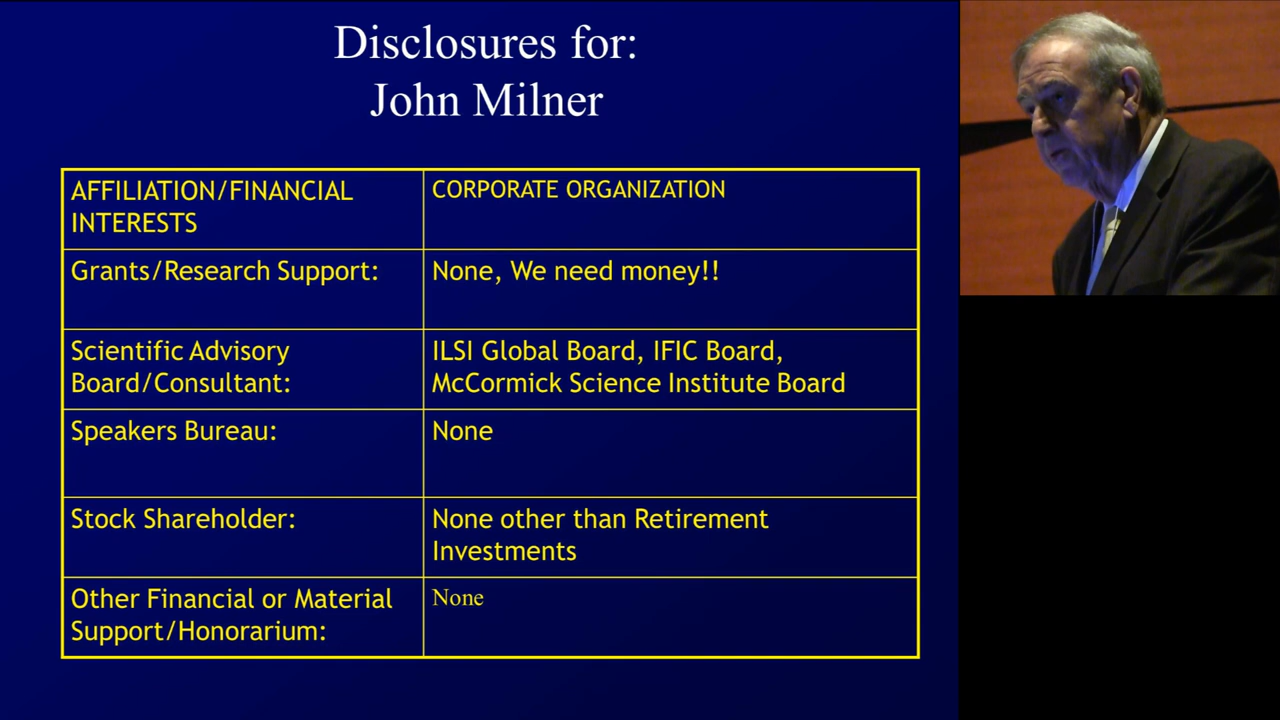 Disclosures for:
John Milner
AFFILIATION/FINANCIAL
INTERESTS
CORPORATE ORGANIZATION
Grants/Research Support:
None, We need money!!
Scientific Advisory
Board/Consultant:
ILSI Global Board, IFIC Board,
McCormick Science Institute Board
Speakers Bureau:
None
Stock Shareholder:
None other than Retirement
Investments
Other Financial or Material
Support/Honorarium:
None